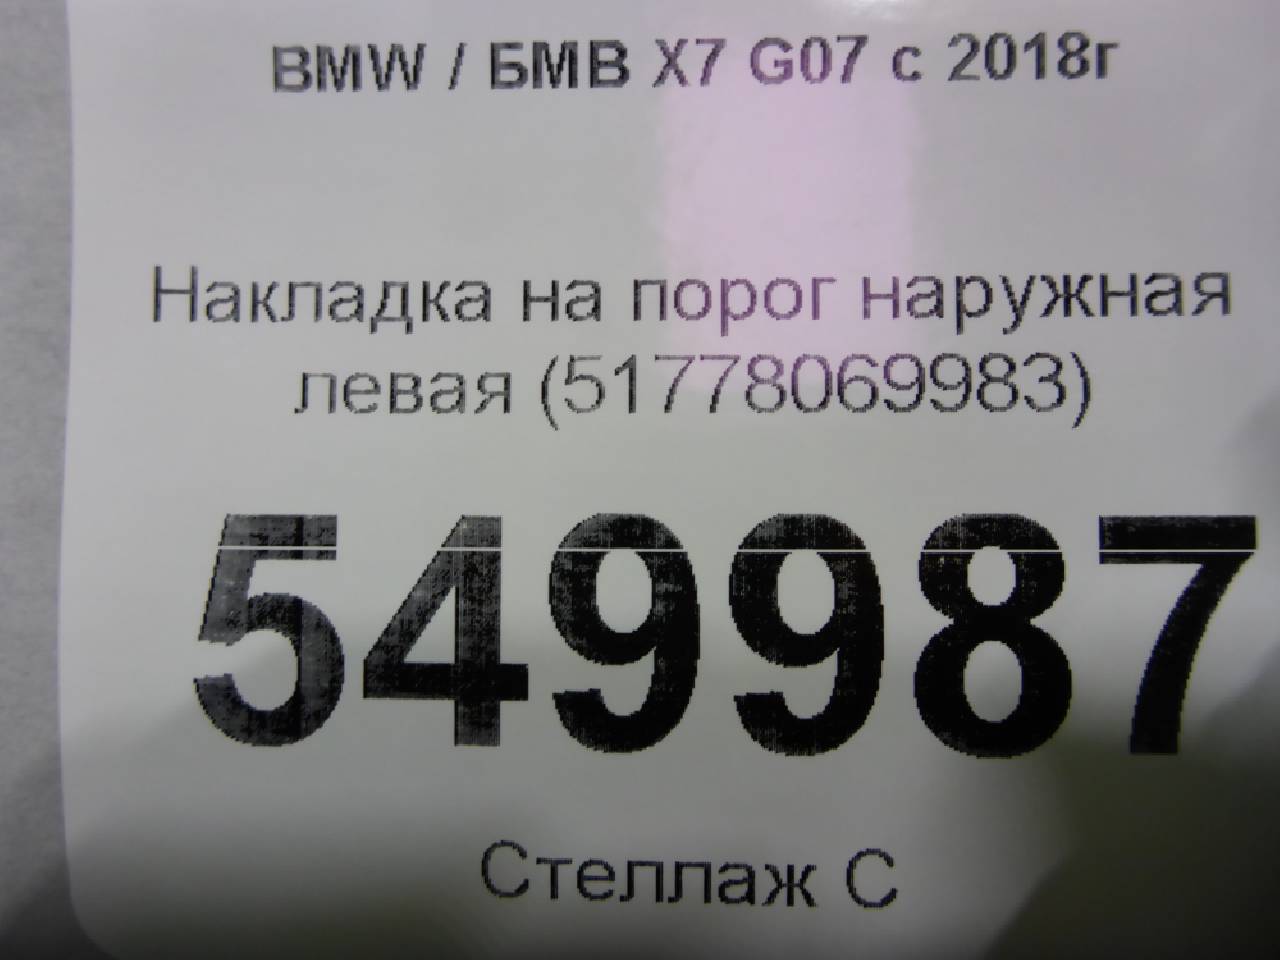 BMW / БМВ X7 G07 с 2018г
Накладка на порог наружная
левая (51778069983)
549987
Стеллаж С